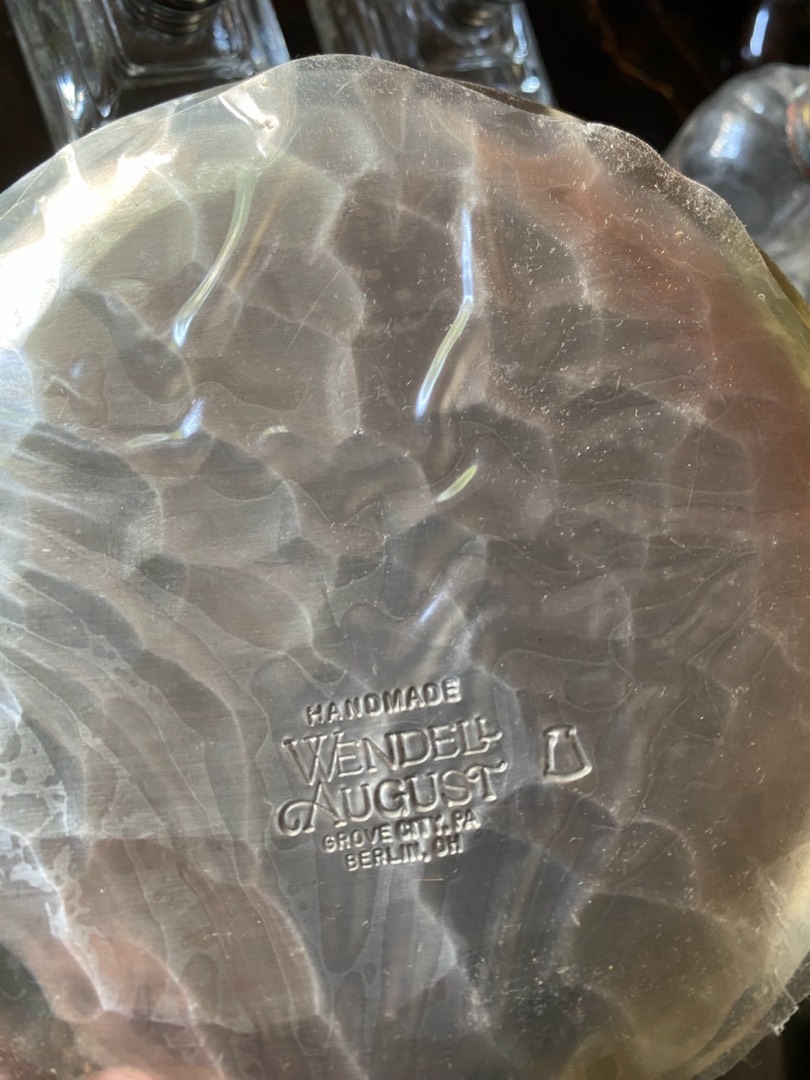 HANDMADE
WENDELL
AUGUST
GROVE CITY, PA
BERLIN, OH